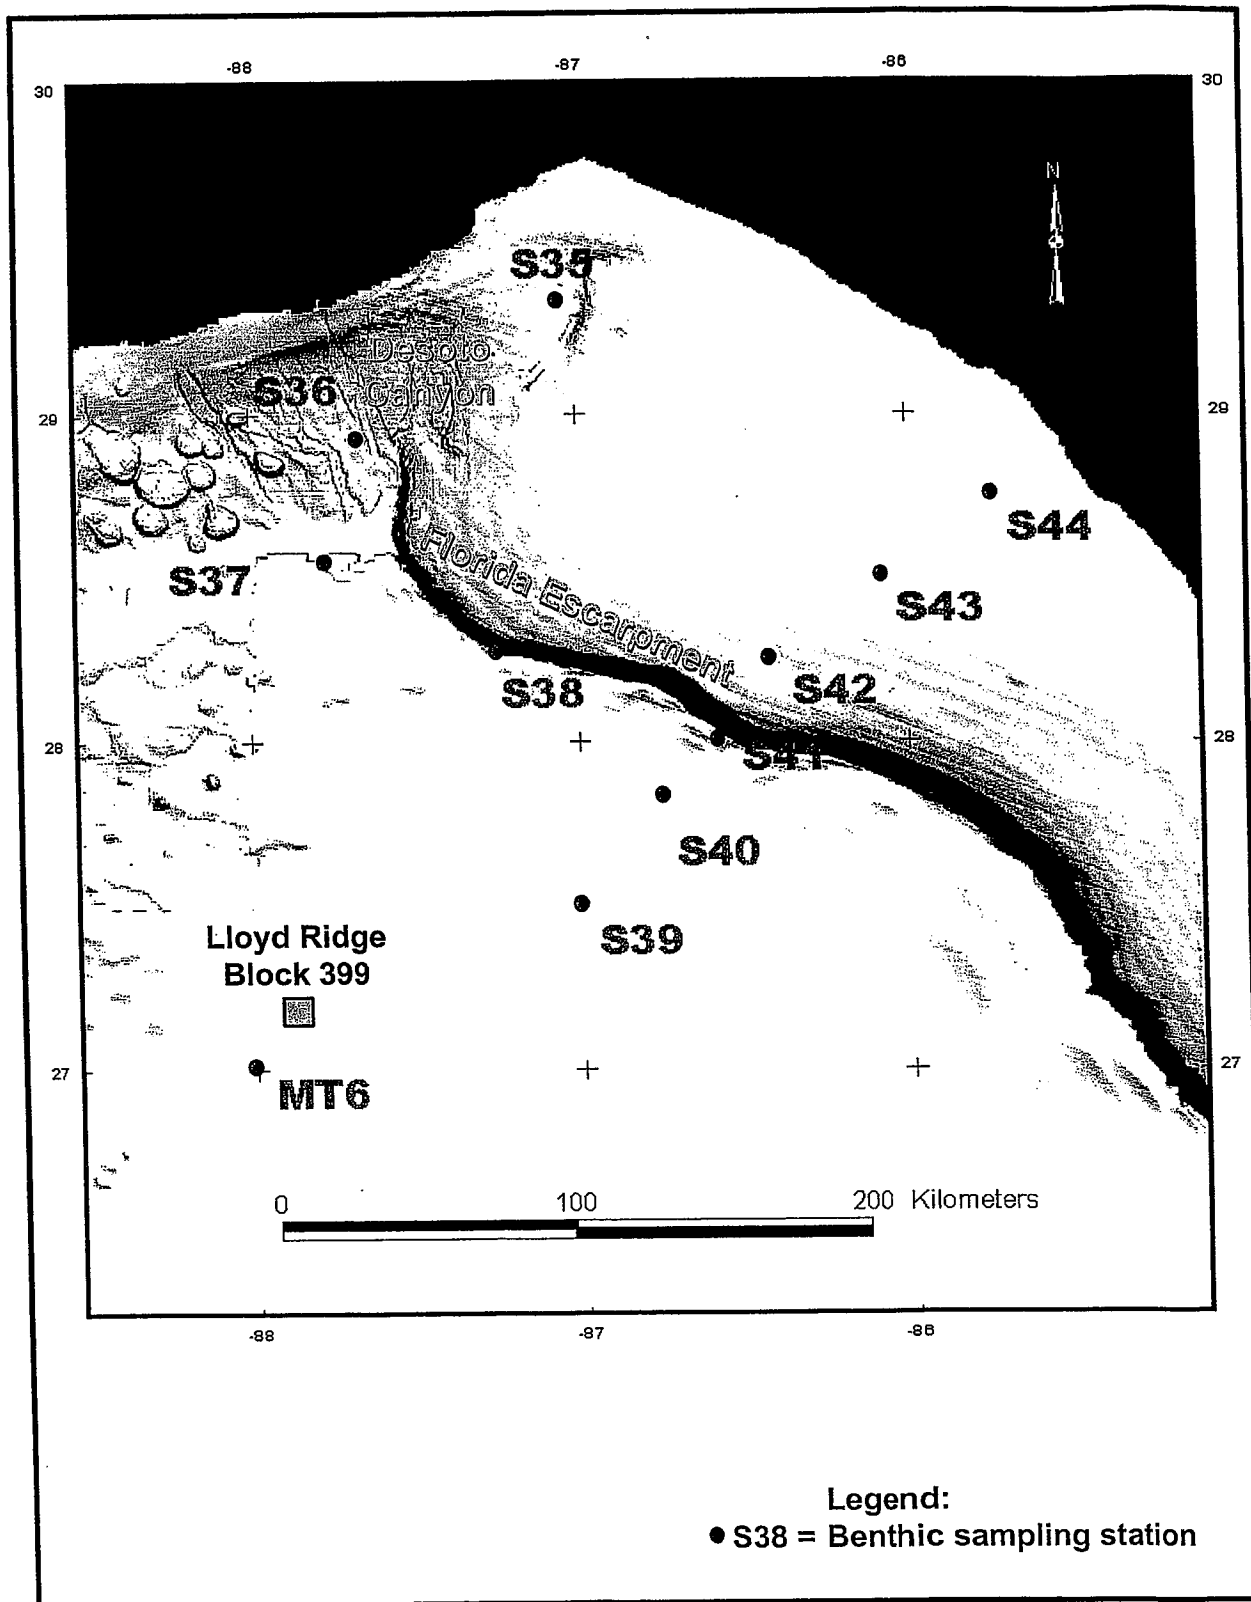 -88 -87 -86
30 30
N
S35
Desoto
Canyon
S36
29 29
S44
Florida Escarpment
S37
S43
S38
S42
28 28
S41
S40
Lloyd Ridge
Block 399
S39
27 27
MT6
0 100 200 Kilometers
-88 -87 -86
Legend:
S38 = Benthic sampling station